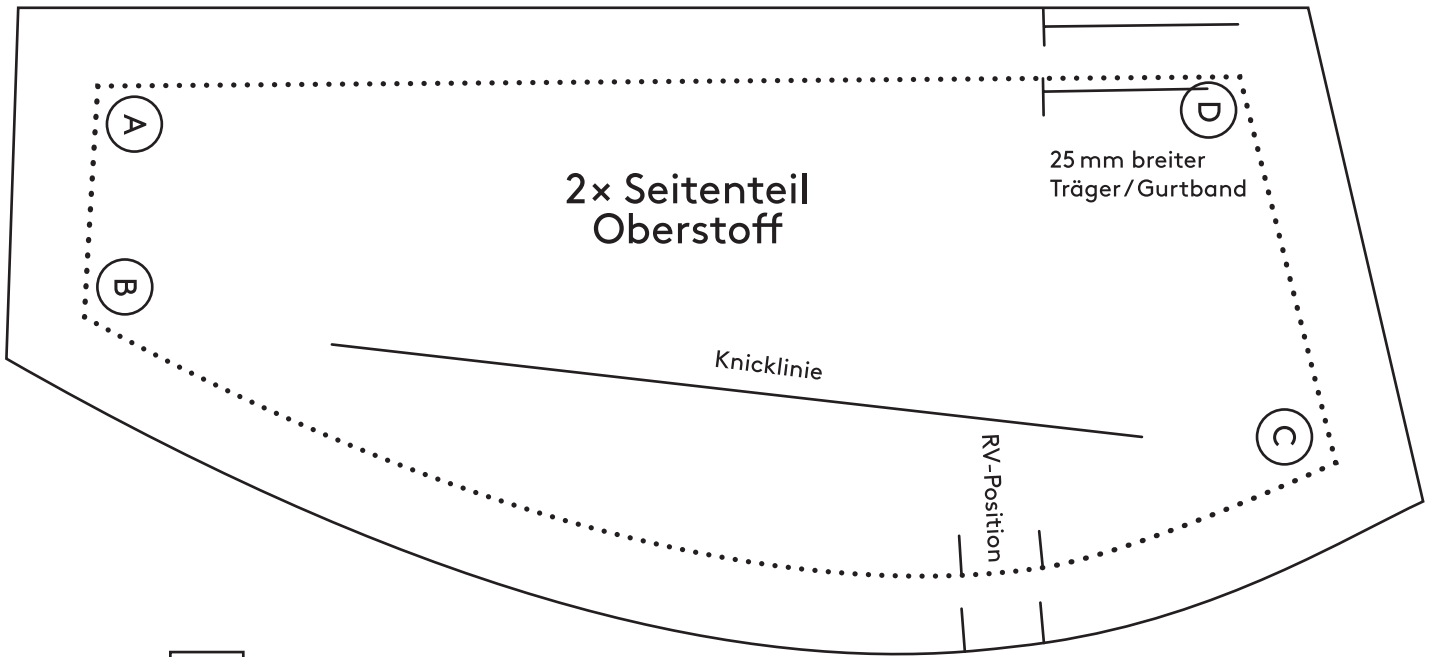 A
D
25 mm breiter
Träger/Gurtband
2× Seitenteil
Oberstoff
B
Knicklinie
C
RV-Position